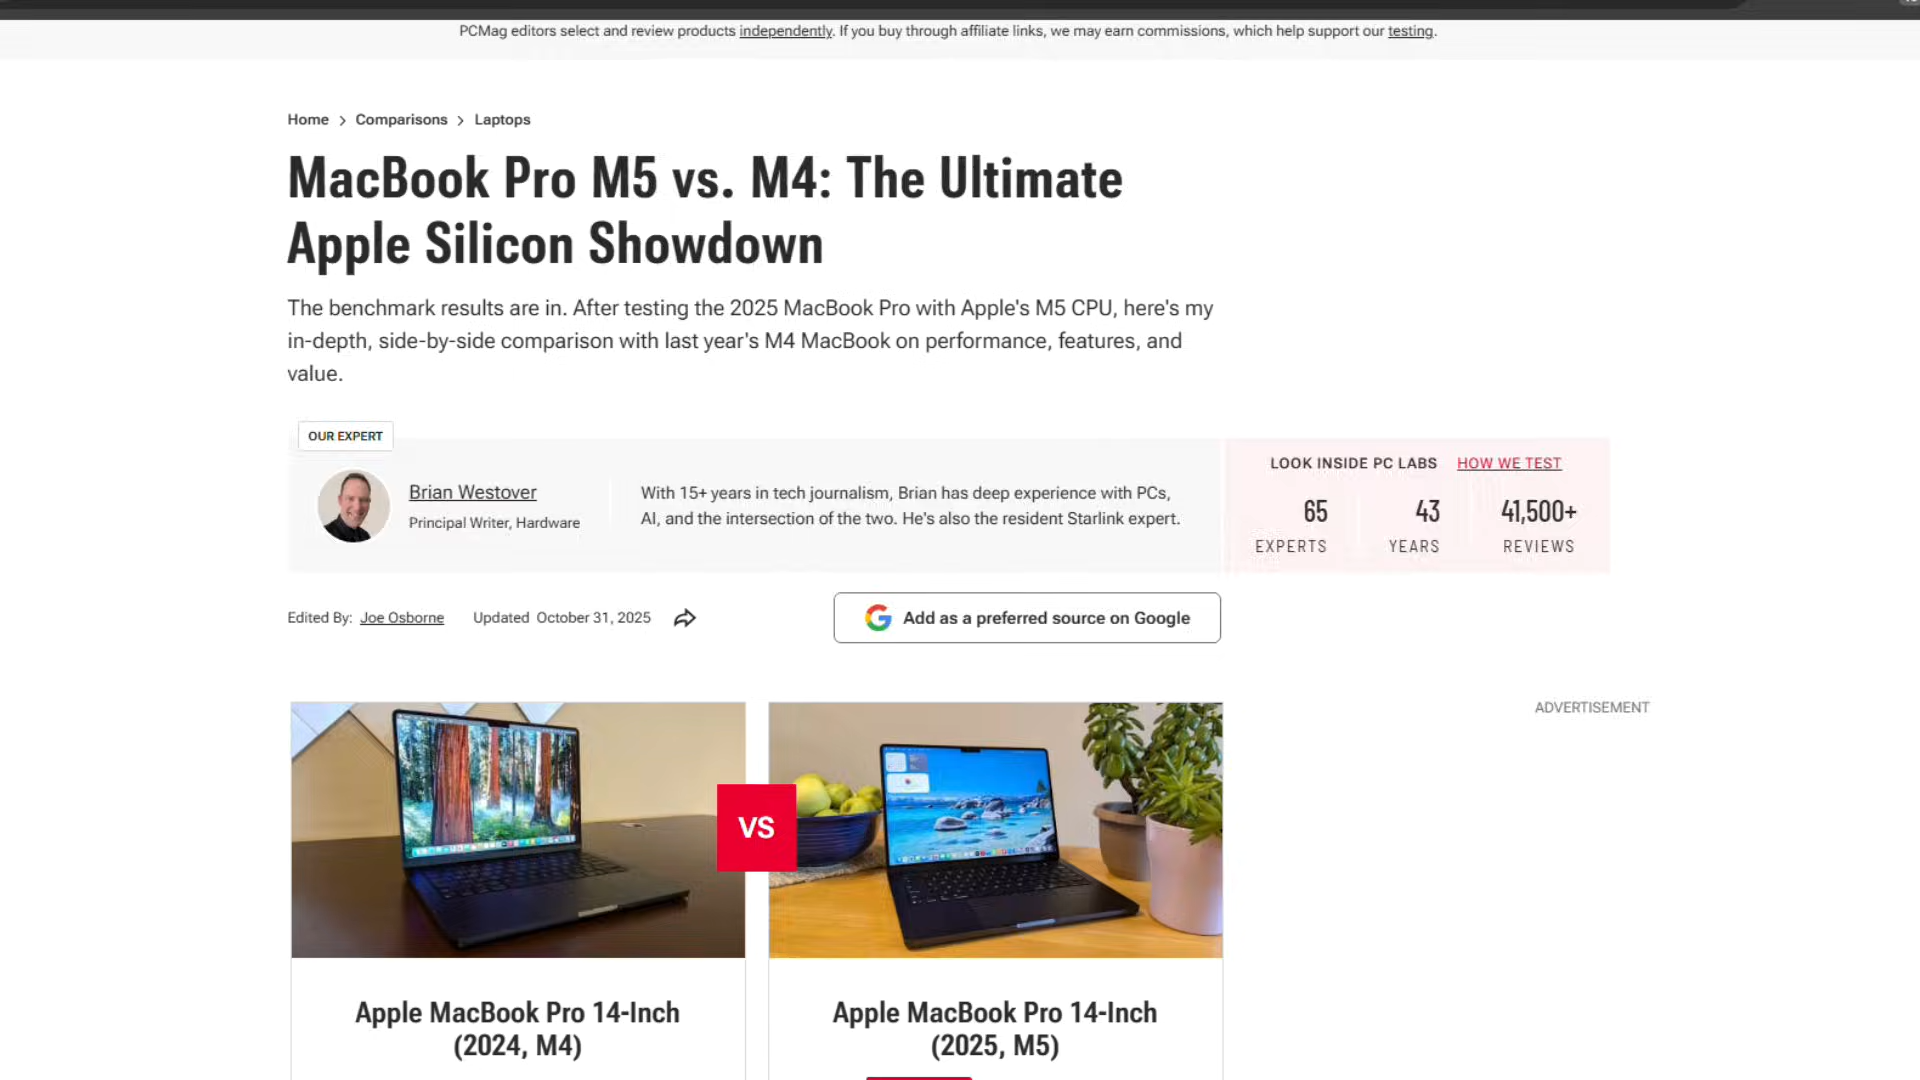 PCMag editors select and review products independently. If you buy through affiliate links, we may earn commissions, which help support our testing.
Home > Comparisons > Laptops
MacBook Pro M5 vs. M4: The Ultimate
Apple Silicon Showdown
The benchmark results are in. After testing the 2025 MacBook Pro with Apple's M5 CPU, here's my
in-depth, side-by-side comparison with last year's M4 MacBook on performance, features, and
value.
OUR EXPERT
Brian Westover
Principal Writer, Hardware
With 15+ years in tech journalism, Brian has deep experience with PCs,
AI, and the intersection of the two. He's also the resident Starlink expert.
LOOK INSIDE PC LABS HOW WE TEST
65 43 41,500+
EXPERTS YEARS REVIEWS
Edited By: Joe Osborne Updated October 31, 2025
Add as a preferred source on Google
ADVERTISEMENT
VS
Apple MacBook Pro 14-Inch
(2024, M4)
Apple MacBook Pro 14-Inch
(2025, M5)